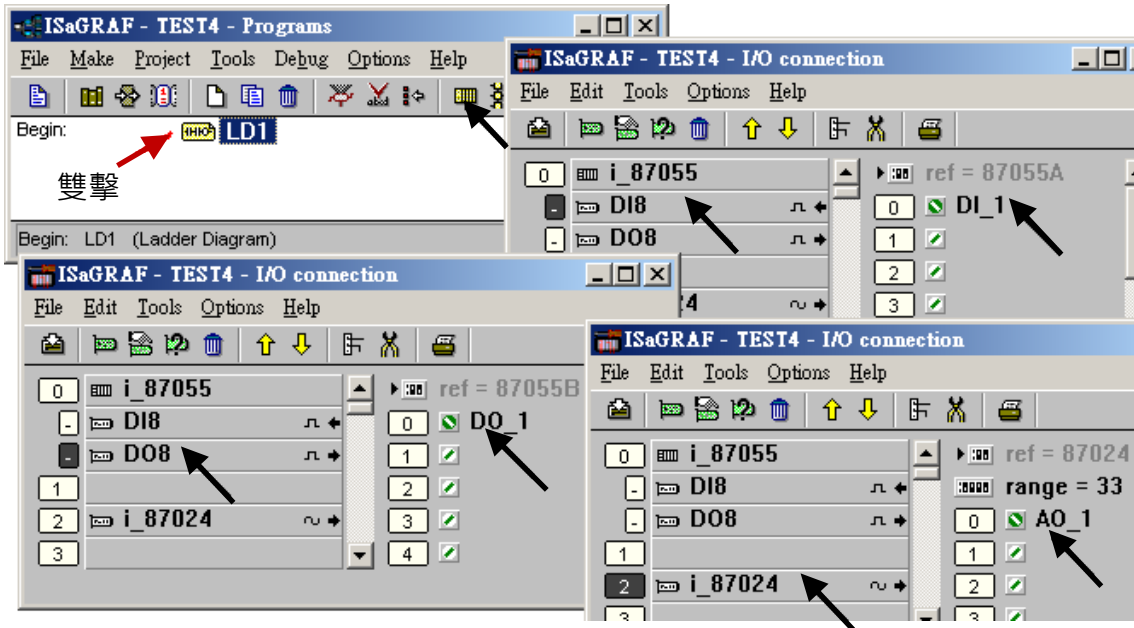 ISaGRAF - TEST4 - Programs
File Make Project Tools Debug Options Help
Begin:
LD1
雙擊
Begin: LD1 (Ladder Diagram)
ISaGRAF - TEST4 - I/O connection
File Edit Tools Options Help
0 i_87055
- DI8
- DO8
ref = 87055A
0 DI_1
1
2
3
ISaGRAF - TEST4 - I/O connection
File Edit Tools Options Help
0 i_87055
- DI8
- DO8
1
2 i_87024
3
ref = 87055B
0 DO_1
1
2
3
4
ISaGRAF - TEST4 - I/O connection
File Edit Tools Options Help
0 i_87055
- DI8
- DO8
1
2 i_87024
3
ref = 87024
range = 33
0 AO_1
1
2
3